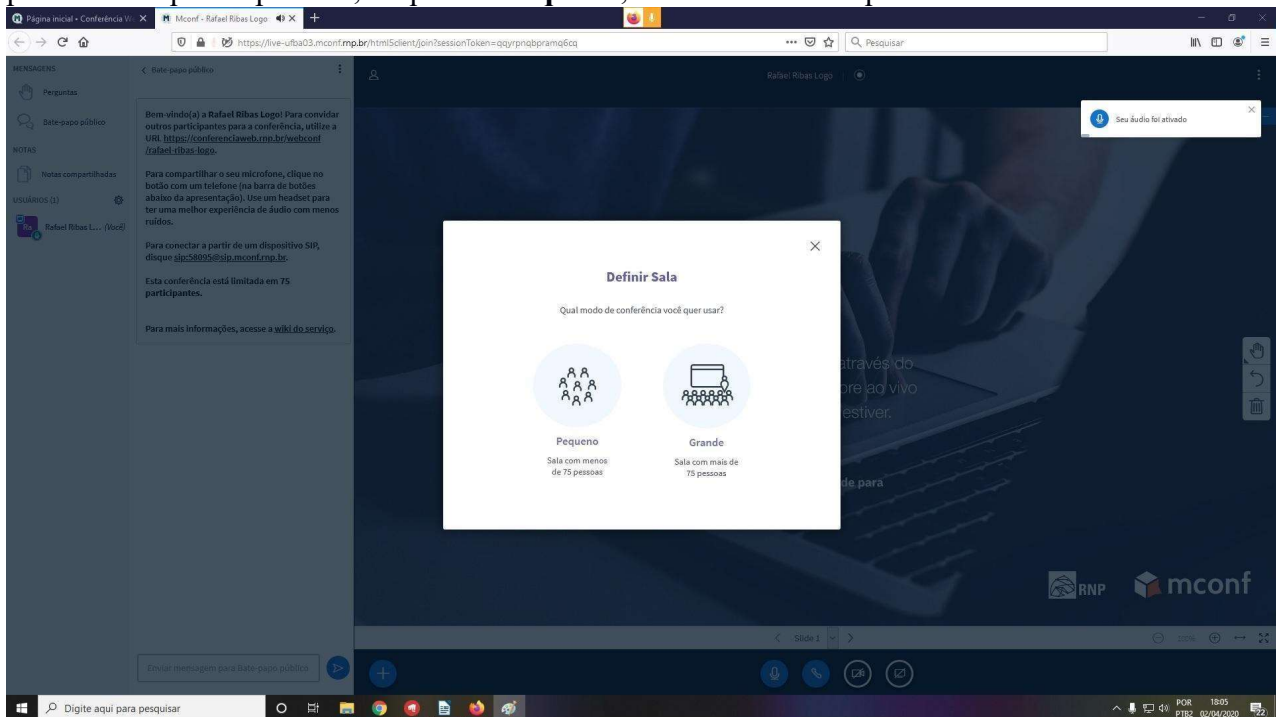 Página inicial • Conferência W
Mconf - Rafael Ribas Logo
https://live-ufba03.mconf.rnp.br/html5client/join?sessionToken=qqyrpnqbpramq6cq
Pesquisar
MENSAGENS
Perguntas
Bate-papo público
NOTAS
Notas compartilhadas
USUÁRIOS (1)
Ra
Rafael Ribas L... (Você)
Bate-papo público
Bem-vindo(a) a Rafael Ribas Logo! Para convidar
outros participantes para a conferência, utilize a
URL https://conferenciaweb.rnp.br/webconf
/rafael-ribas-logo.
Para compartilhar o seu microfone, clique no
botão com um telefone (na barra de botões
abaixo da apresentação). Use um headset para
ter uma melhor experiência de áudio com menos
ruídos.
Para conectar a partir de um dispositivo SIP,
disque sip:58095@sip.mconf.rnp.br.
Esta conferência está limitada em 75
participantes.
Para mais informações, acesse a wiki do serviço.
Enviar mensagem para Bate-papo público
Rafael Ribas Logo
Seu áudio foi ativado
Definir Sala
Qual modo de conferência você quer usar?
Pequeno
Sala com menos
de 75 pessoas
Grande
Sala com mais de
75 pessoas
através do
ao vivo
estiver.
de para
RNP
mconf
Slide 1
100%
Digite aqui para pesquisar
POR
PTB2
18:05
02/04/2020
22